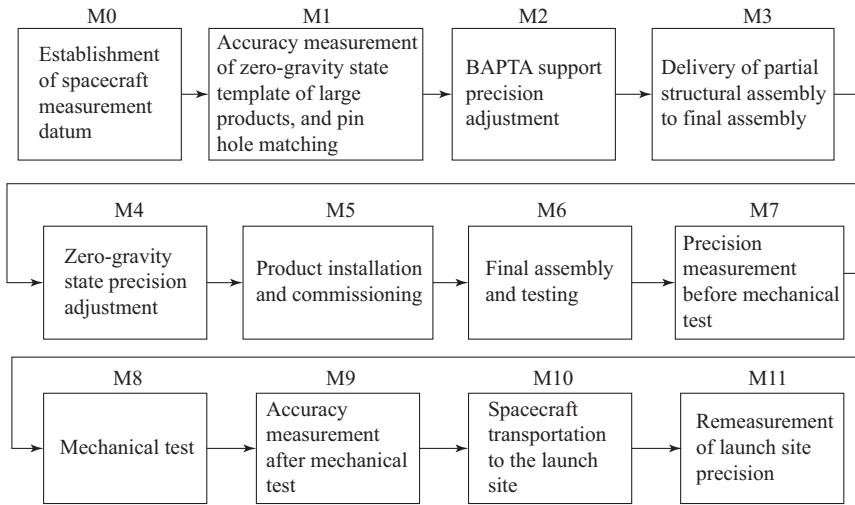 M0
Establishment
of spacecraft
measurement
datum
M1
Accuracy measurement
of zero-gravity state
template of large
products, and pin
hole matching
M2
BAPTA support
precision
adjustment
M3
Delivery of partial
structural assembly
to final assembly
M4
Zero-gravity
state precision
adjustment
M5
Product installation
and commissioning
M6
Final assembly
and testing
M7
Precision
measurement
before mechanical
test
M8
Mechanical test
M9
Accuracy
measurement
after mechanical
test
M10
Spacecraft
transportation
to the launch
site
M11
Remeasurement
of launch site
precision